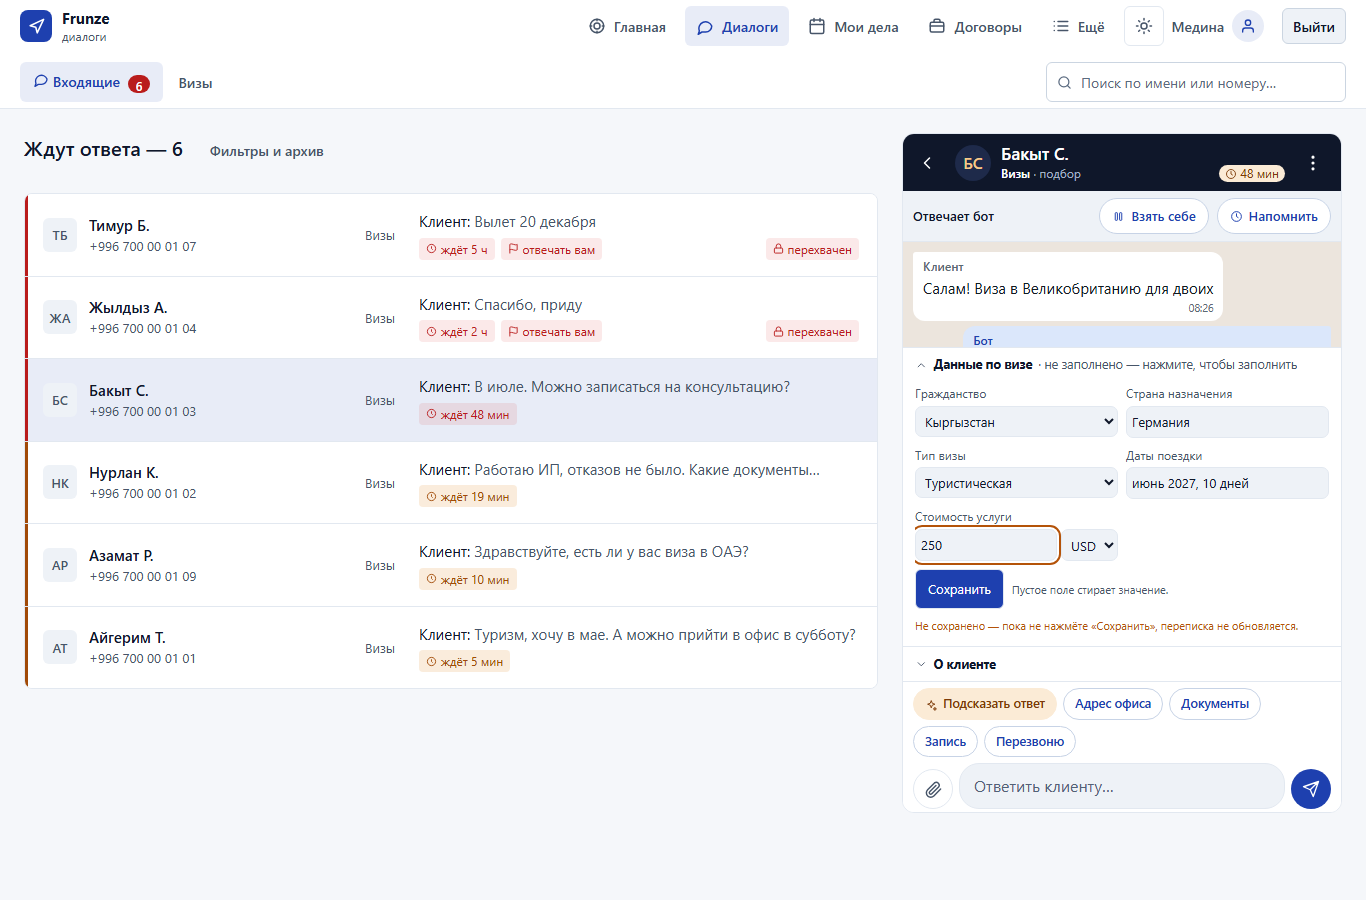 Frunze
диалоги
Главная
Диалоги
Мои дела
Договоры
Ещё
Медина
Выйти
Входящие 6
Визы
Поиск по имени или номеру...
Ждут ответа — 6
Фильтры и архив
ТБ
Тимур Б.
+996 700 00 01 07
Визы
Клиент: Вылет 20 декабря
ждёт 5 ч
отвечать вам
перехвачен
ЖА
Жылдыз А.
+996 700 00 01 04
Визы
Клиент: Спасибо, приду
ждёт 2 ч
отвечать вам
перехвачен
БС
Бакыт С.
+996 700 00 01 03
Визы
Клиент: В июле. Можно записаться на консультацию?
ждёт 48 мин
НК
Нурлан К.
+996 700 00 01 02
Визы
Клиент: Работаю ИП, отказов не было. Какие документы...
ждёт 19 мин
АР
Азамат Р.
+996 700 00 01 09
Визы
Клиент: Здравствуйте, есть ли у вас виза в ОАЭ?
ждёт 10 мин
АТ
Айгерим Т.
+996 700 00 01 01
Визы
Клиент: Туризм, хочу в мае. А можно прийти в офис в субботу?
ждёт 5 мин
БС
Бакыт С.
Визы · подбор
48 мин
Отвечает бот
Взять себе
Напомнить
Клиент
Салам! Виза в Великобританию для двоих
08:26
Бот
Данные по визе · не заполнено — нажмите, чтобы заполнить
Гражданство
Страна назначения
Кыргызстан
Германия
Тип визы
Даты поездки
Туристическая
июнь 2027, 10 дней
Стоимость услуги
250
USD
Сохранить
Пустое поле стирает значение.
Не сохранено — пока не нажмёте «Сохранить», переписка не обновляется.
О клиенте
Подсказать ответ
Адрес офиса
Документы
Запись
Перезвоню
Ответить клиенту...